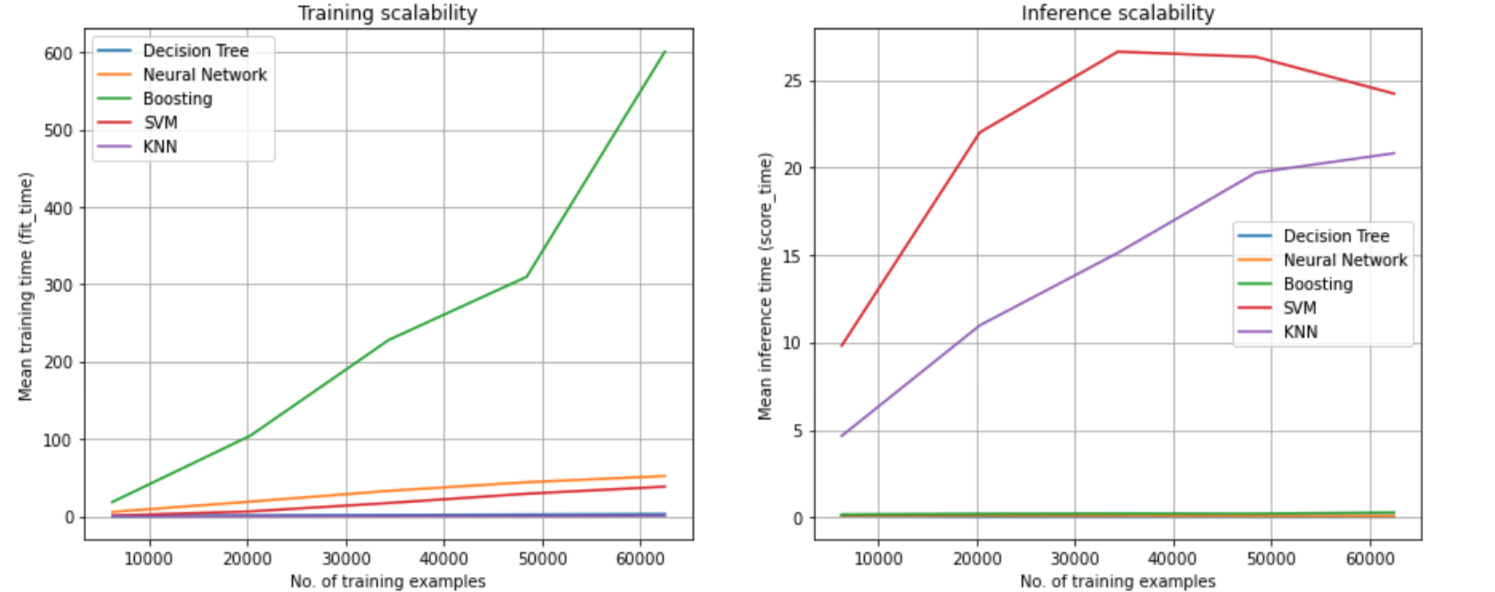 Training scalability
Decision Tree
Neural Network
Boosting
SVM
KNN
600
500
400
300
200
100
0
Mean training time (fit_time)
10000 20000 30000 40000 50000 60000
No. of training examples
Inference scalability
25
20
15
10
5
0
Mean inference time (score_time)
Decision Tree
Neural Network
Boosting
SVM
KNN
10000 20000 30000 40000 50000 60000
No. of training examples